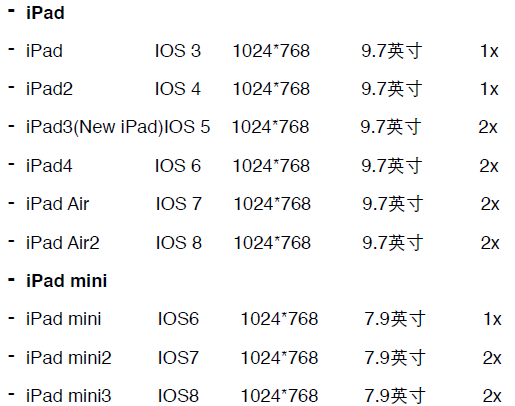 - iPad
- iPad IOS 3 1024*768 9.7英寸 1x
- iPad2 IOS 4 1024*768 9.7英寸 1x
- iPad3(New iPad)IOS 5 1024*768 9.7英寸 2x
- iPad4 IOS 6 1024*768 9.7英寸 2x
- iPad Air IOS 7 1024*768 9.7英寸 2x
- iPad Air2 IOS 8 1024*768 9.7英寸 2x
- iPad mini
- iPad mini IOS6 1024*768 7.9英寸 1x
- iPad mini2 IOS7 1024*768 7.9英寸 2x
- iPad mini3 IOS8 1024*768 7.9英寸 2x